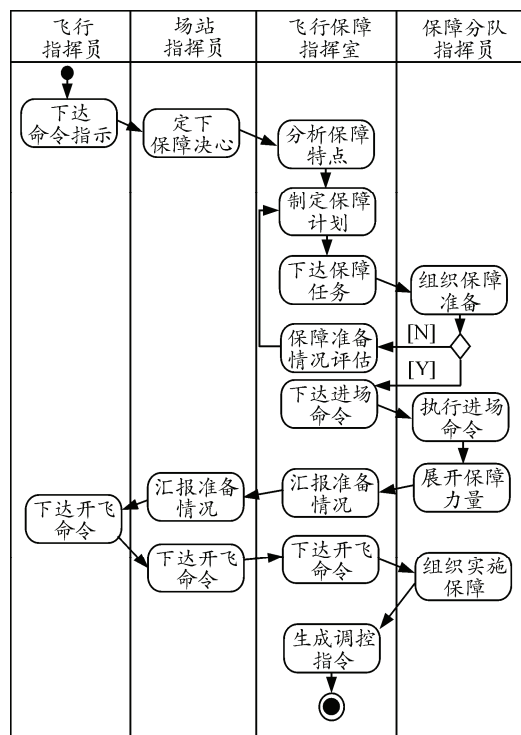 飞行
指挥员
场站
指挥员
飞行保障
指挥室
保障分队
指挥员
下达
命令指示
定下
保障决心
分析保障
特点
制定保障
计划
下达保障
任务
组织保障
准备
[N]
保障准备
情况评估
[Y]
下达进场
命令
执行进场
命令
展开保障
力量
汇报准备
情况
汇报准备
情况
下达开飞
命令
下达开飞
命令
下达开飞
命令
组织实施
保障
生成调控
指令